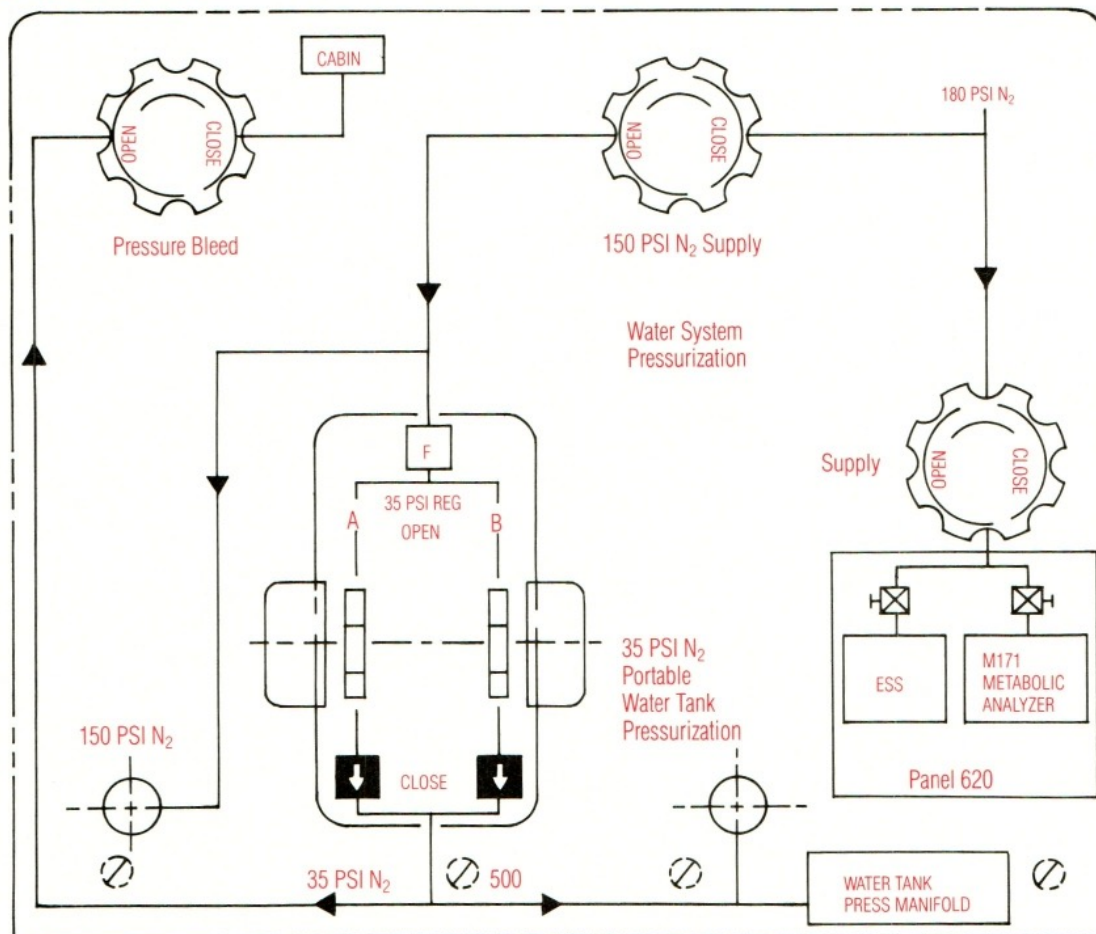 CABIN
180 PSI N₂
OPEN
CLOSE
OPEN
CLOSE
Pressure Bleed
150 PSI N₂ Supply
Water System
Pressurization
F
Supply
OPEN
CLOSE
35 PSI REG
A
B
OPEN
35 PSI N₂
Portable
Water Tank
Pressurization
ESS
M171
METABOLIC
ANALYZER
150 PSI N₂
CLOSE
Panel 620
35 PSI N₂
500
WATER TANK
PRESS MANIFOLD